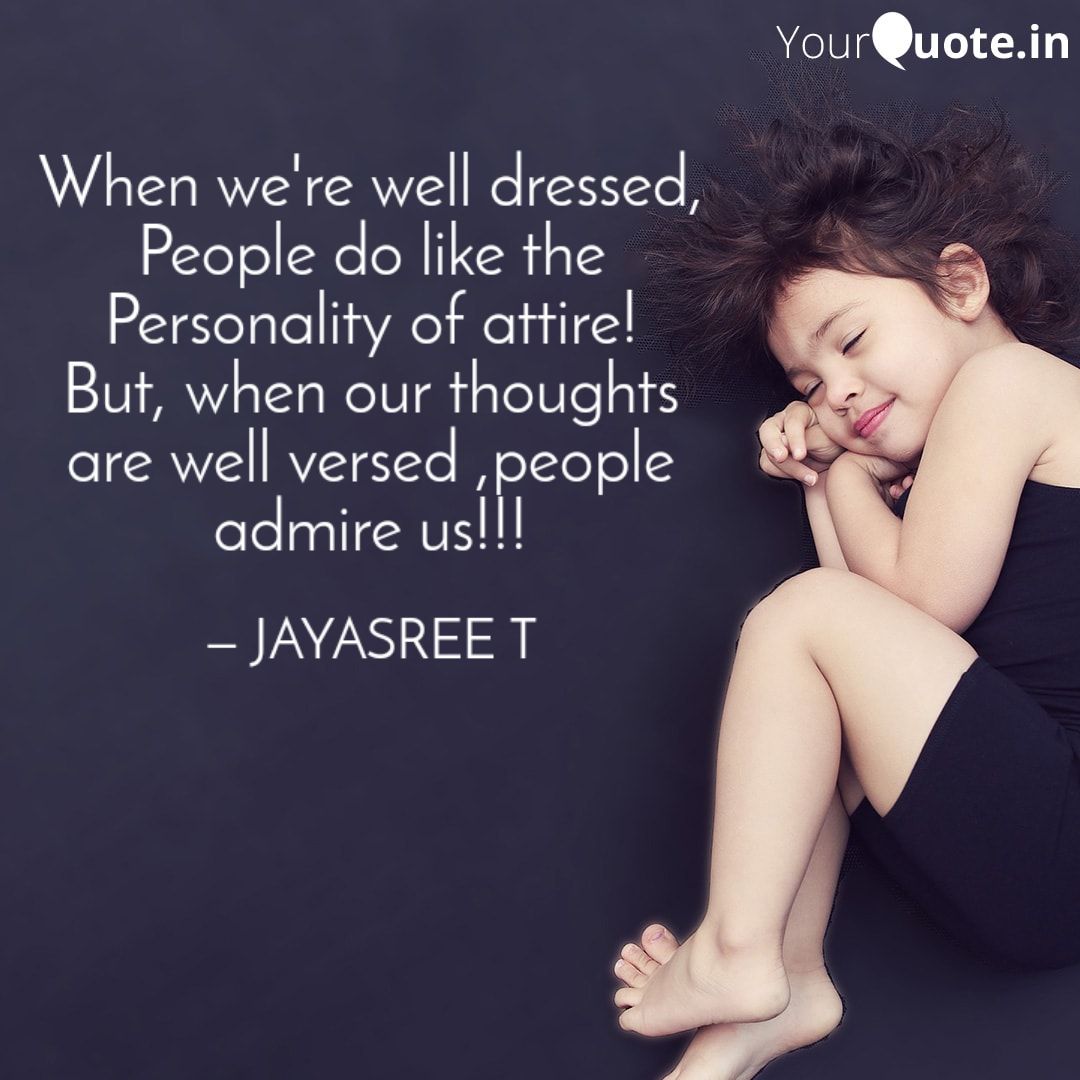 YourQuote.in
When we're well dressed,
People do like the
Personality of attire!
But, when our thoughts
are well versed ,people
admire us!!!
– JAYASREE T